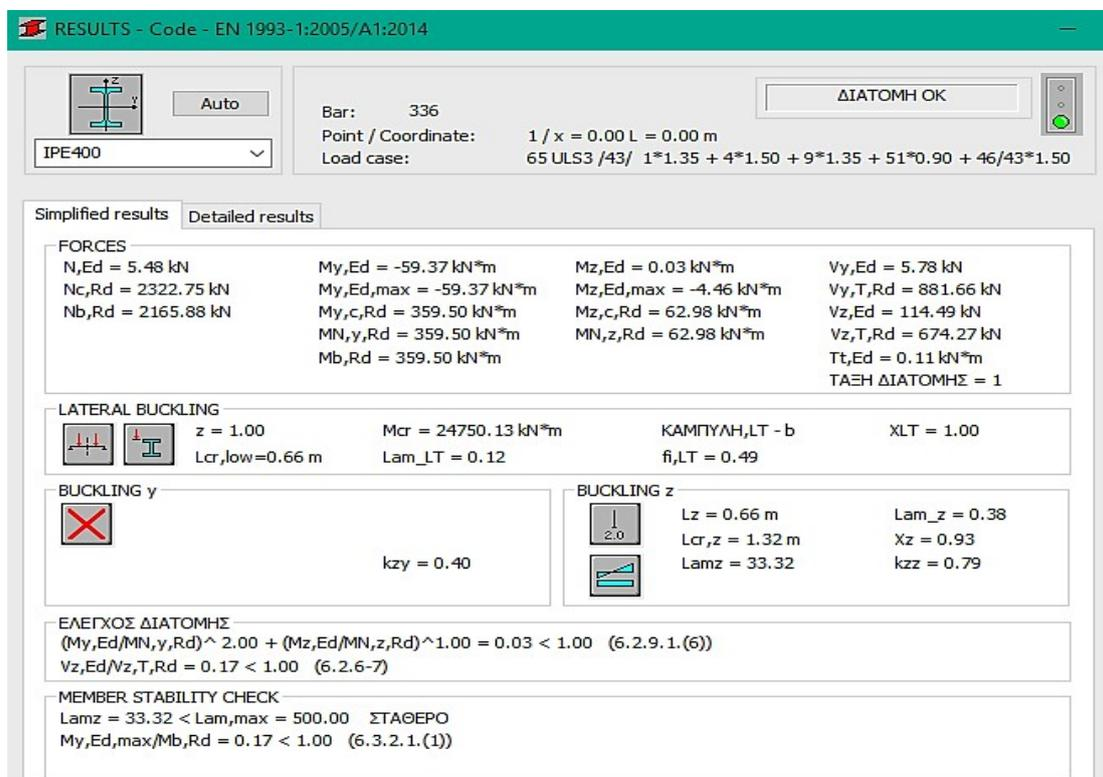 RESULTS - Code - EN 1993-1:2005/A1:2014
z
y
Auto
IPE400
Bar: 336
Point / Coordinate: 1 / x = 0.00 L = 0.00 m
Load case: 65 ULS3 /43/ 1*1.35 + 4*1.50 + 9*1.35 + 51*0.90 + 46/43*1.50
ΔΙΑΤΟΜΗ ΟΚ
Simplified results Detailed results
FORCES
N,Ed = 5.48 kN My,Ed = -59.37 kN*m Mz,Ed = 0.03 kN*m Vy,Ed = 5.78 kN
Nc,Rd = 2322.75 kN My,Ed,max = -59.37 kN*m Mz,Ed,max = -4.46 kN*m Vy,T,Rd = 881.66 kN
Nb,Rd = 2165.88 kN My,c,Rd = 359.50 kN*m Mz,c,Rd = 62.98 kN*m Vz,Ed = 114.49 kN
MN,y,Rd = 359.50 kN*m MN,z,Rd = 62.98 kN*m Vz,T,Rd = 674.27 kN
Mb,Rd = 359.50 kN*m Tt,Ed = 0.11 kN*m
ΤΑΞΗ ΔΙΑΤΟΜΗΣ = 1
LATERAL BUCKLING
z = 1.00 Mcr = 24750.13 kN*m ΚΑΜΠΥΛΗ,LT - b XLT = 1.00
Lcr,low=0.66 m Lam_LT = 0.12 fi,LT = 0.49
BUCKLING y
kzy = 0.40
BUCKLING z
2.0
Lz = 0.66 m Lam_z = 0.38
Lcr,z = 1.32 m Xz = 0.93
Lamz = 33.32 kzz = 0.79
ΕΛΕΓΧΟΣ ΔΙΑΤΟΜΗΣ
(My,Ed/MN,y,Rd)^ 2.00 + (Mz,Ed/MN,z,Rd)^1.00 = 0.03 < 1.00 (6.2.9.1.(6))
Vz,Ed/Vz,T,Rd = 0.17 < 1.00 (6.2.6-7)
MEMBER STABILITY CHECK
Lamz = 33.32 < Lam,max = 500.00 ΣΤΑΘΕΡΟ
My,Ed,max/Mb,Rd = 0.17 < 1.00 (6.3.2.1.(1))